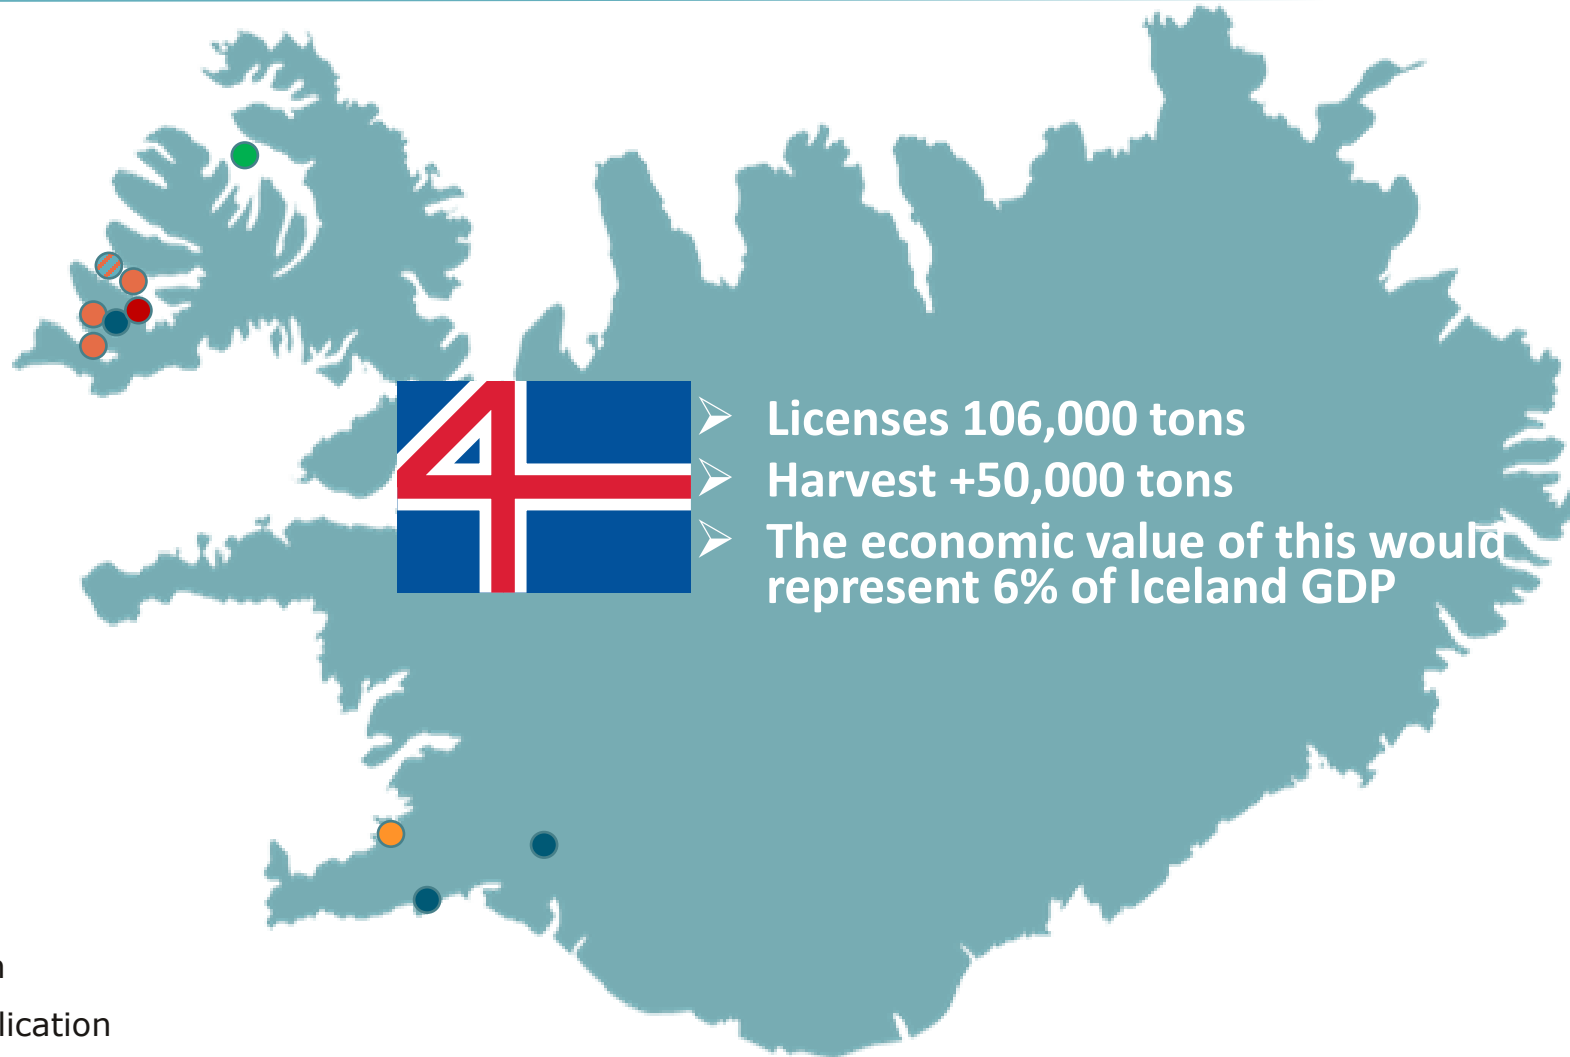 ➢ Licenses 106,000 tons
➢ Harvest +50,000 tons
➢ The economic value of this would
represent 6% of Iceland GDP